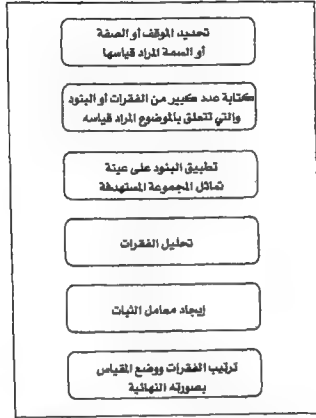 تحديد الموقف أو الصفة
أو السمة المراد قياسها
كتابة عدد كبير من الفقرات أو البنود
والتي تتعلق بالموضوع المراد قياسه
تطبيق البنود على عينة
تماثل المجموعة المستهدفة
تحليل الفقرات
إيجاد معامل الثبات
ترتيب الفقرات ووضع المقياس
بصورته النهائية